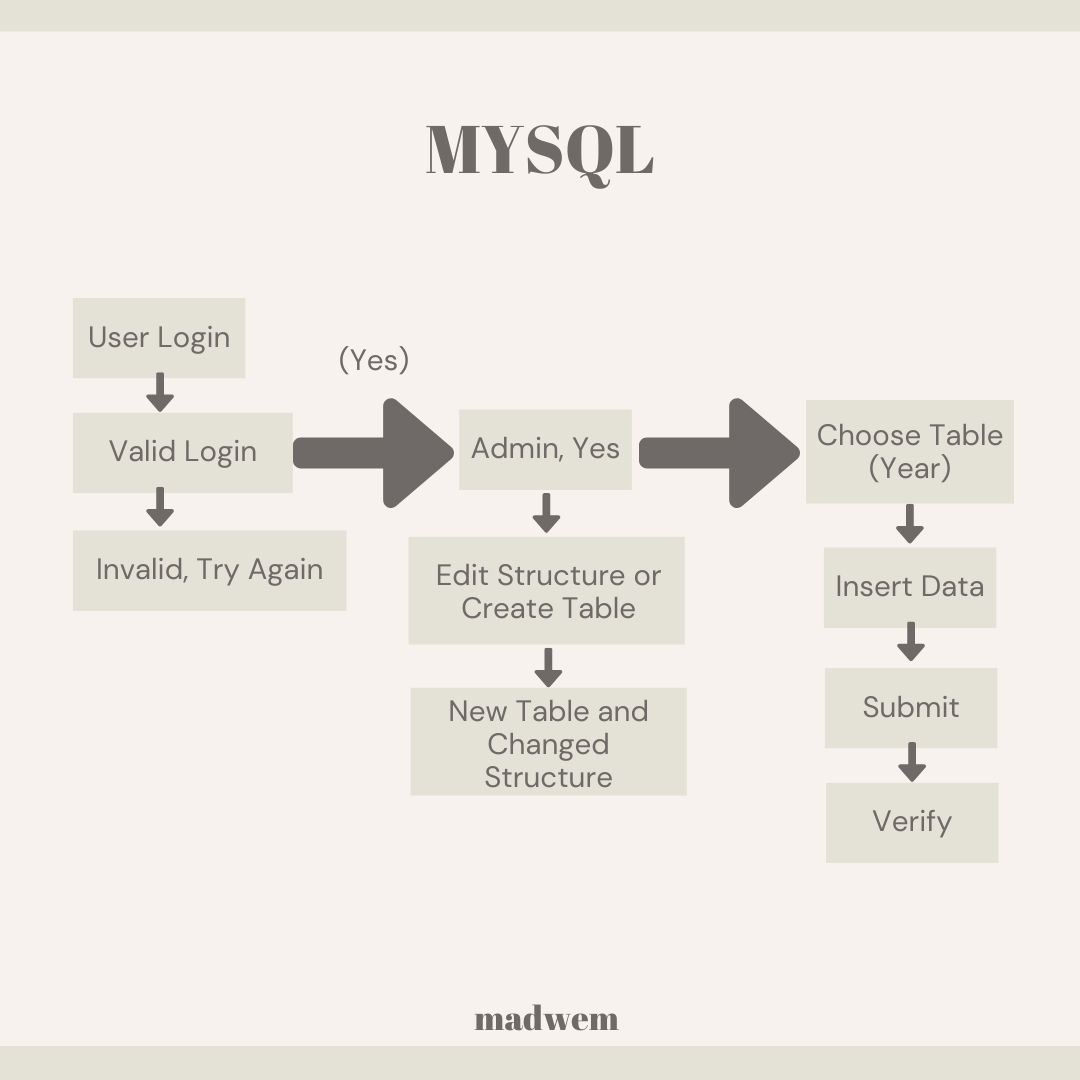 MYSQL
User Login
Valid Login
Invalid, Try Again
(Yes)
Admin, Yes
Edit Structure or
Create Table
New Table and
Changed
Structure
Choose Table
(Year)
Insert Data
Submit
Verify
madwem